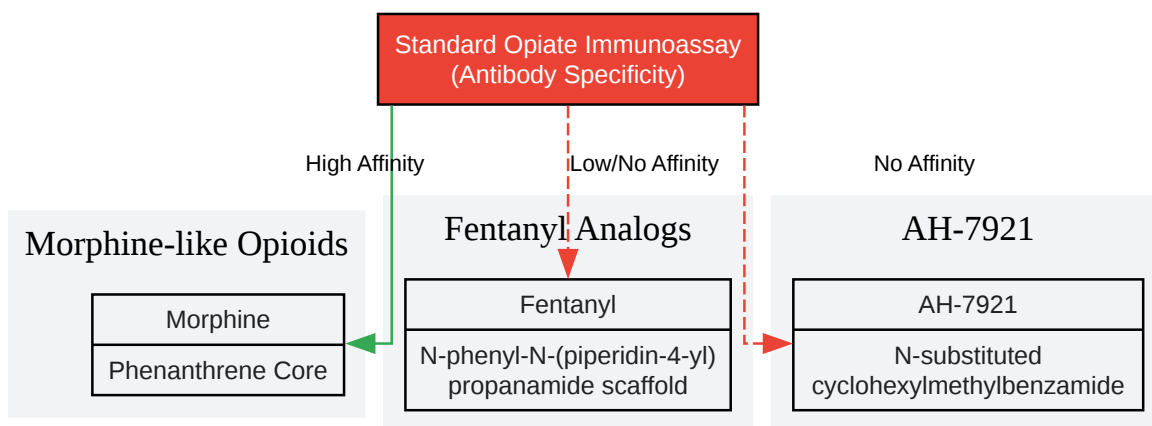 Standard Opiate Immunoassay
(Antibody Specificity)
High Affinity
Low/No Affinity
No Affinity
Morphine-like Opioids
Morphine
Phenanthrene Core
Fentanyl Analogs
Fentanyl
N-phenyl-N-(piperidin-4-yl)
propanamide scaffold
AH-7921
AH-7921
N-substituted
cyclohexylmethylbenzamide